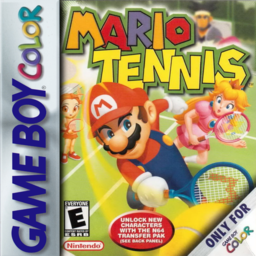 GAME BOY COLOR
MARIO
TENNIS
EVERYONE
E
Nintendo
UNLOCK NEW
CHARACTERS
WITH THE N64
TRANSFER PAK
(SEE BACK PANEL)
ONLY FOR
GAME BOY
COLOR